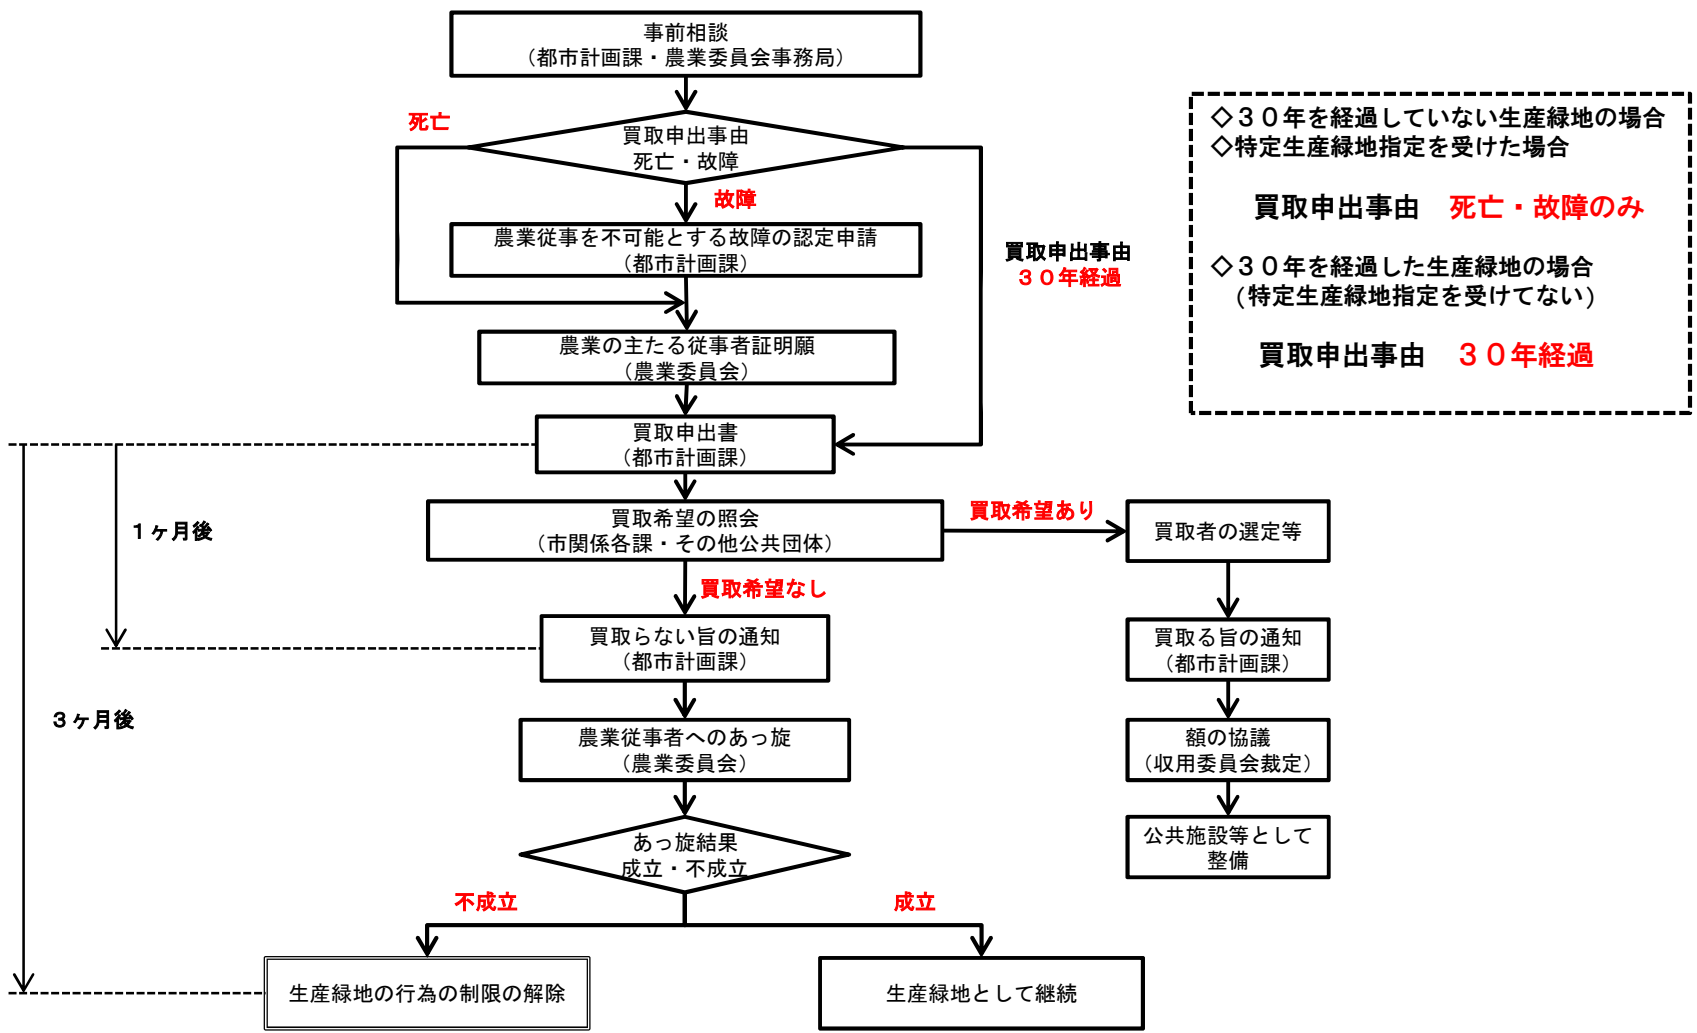 事前相談
（都市計画課・農業委員会事務局）
死亡
買取申出事由
死亡・故障
故障
農業従事を不可能とする故障の認定申請
（都市計画課）
買取申出事由
３０年経過
農業の主たる従事者証明願
（農業委員会）
買取申出書
（都市計画課）
買取希望の照会
（市関係各課・その他公共団体）
買取希望あり
買取者の選定等
１ヶ月後
買取希望なし
買取らない旨の通知
（都市計画課）
買取る旨の通知
（都市計画課）
３ヶ月後
農業従事者へのあっ旋
（農業委員会）
額の協議
（収用委員会裁定）
あっ旋結果
成立・不成立
公共施設等として
整備
不成立
成立
生産緑地の行為の制限の解除
生産緑地として継続
◇３０年を経過していない生産緑地の場合
◇特定生産緑地指定を受けた場合
買取申出事由　死亡・故障のみ
◇３０年を経過した生産緑地の場合
（特定生産緑地指定を受けてない）
買取申出事由　３０年経過